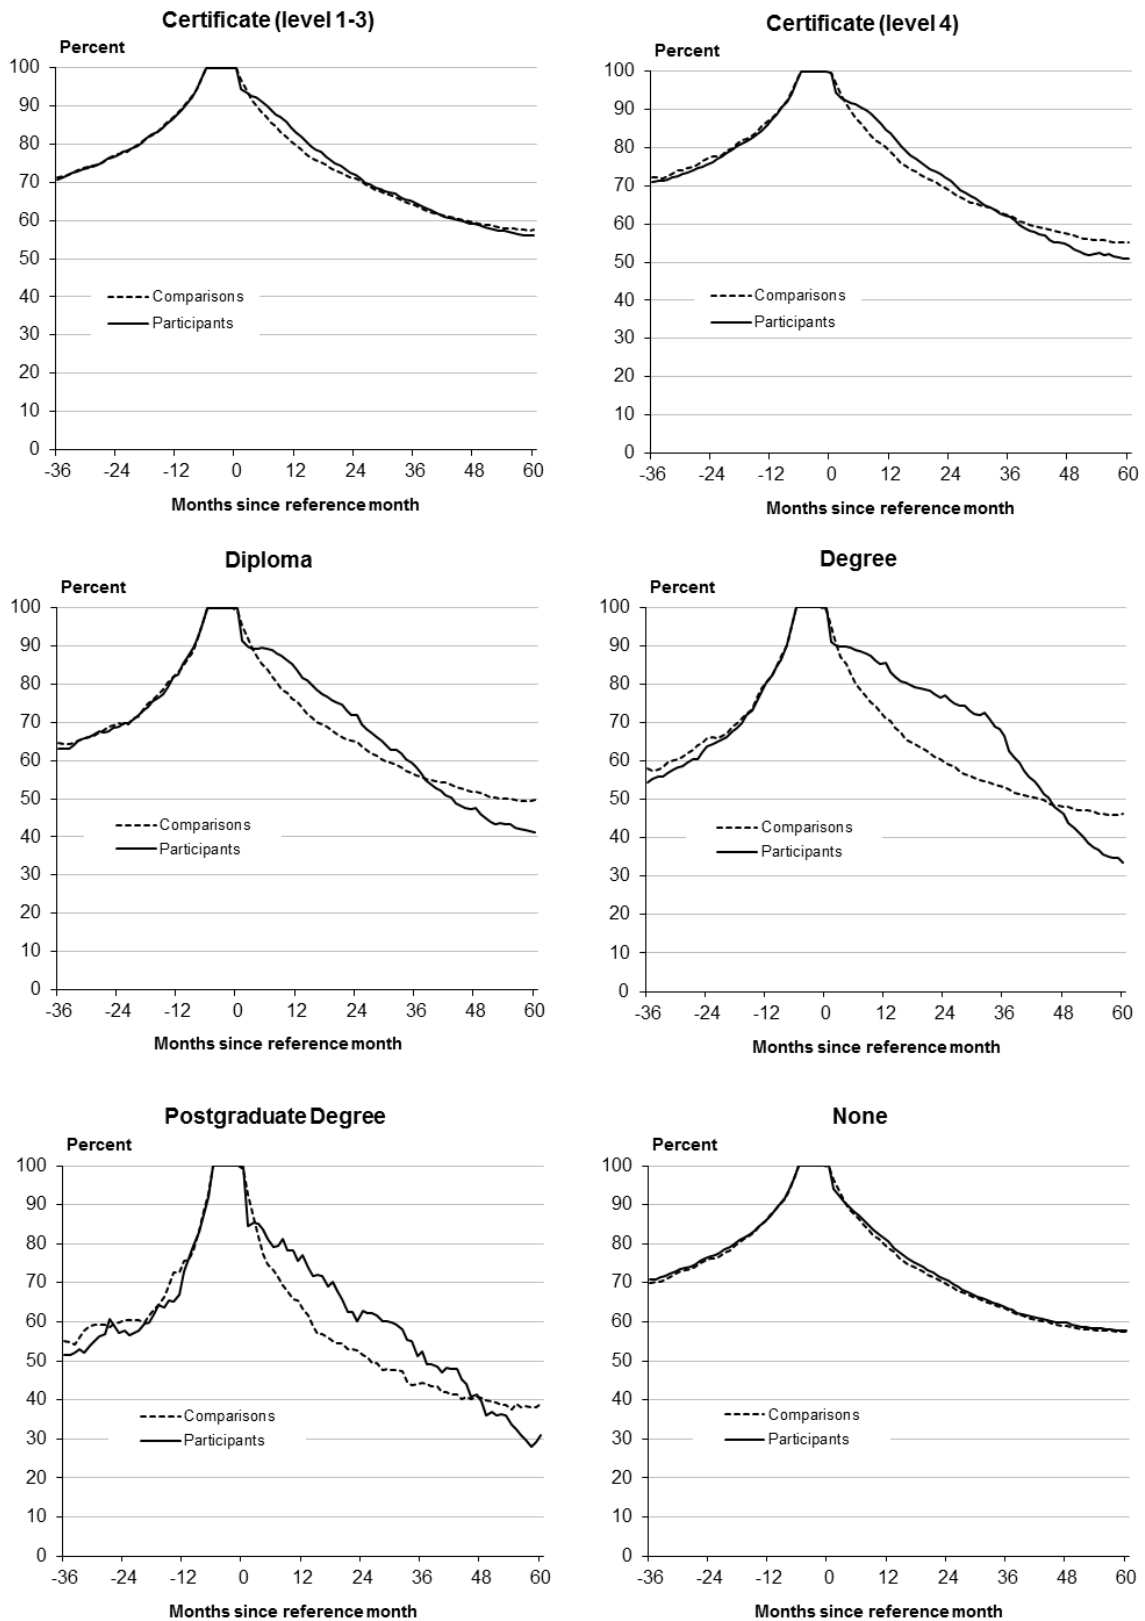 Certificate (level 1-3)
Percent
100
90
80
70
60
50
40
30
20
10
0
Comparisons
Participants
-36 -24 -12 0 12 24 36 48 60
Months since reference month
Certificate (level 4)
Percent
100
90
80
70
60
50
40
30
20
10
0
Comparisons
Participants
-36 -24 -12 0 12 24 36 48 60
Months since reference month
Diploma
Percent
100
90
80
70
60
50
40
30
20
10
0
Comparisons
Participants
-36 -24 -12 0 12 24 36 48 60
Months since reference month
Degree
Percent
100
90
80
70
60
50
40
30
20
10
0
Comparisons
Participants
-36 -24 -12 0 12 24 36 48 60
Months since reference month
Postgraduate Degree
Percent
100
90
80
70
60
50
40
30
20
10
0
Comparisons
Participants
-36 -24 -12 0 12 24 36 48 60
Months since reference month
None
Percent
100
90
80
70
60
50
40
30
20
10
0
Comparisons
Participants
-36 -24 -12 0 12 24 36 48 60
Months since reference month